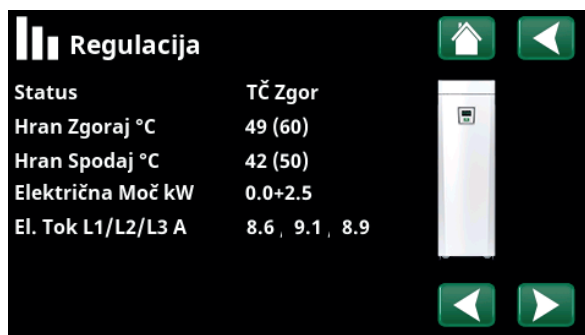 Regulacija
Status TČ Zgor
Hran Zgoraj °C 49 (60)
Hran Spodaj °C 42 (50)
Električna Moč kW 0.0+2.5
El. Tok L1/L2/L3 A 8.6 , 9.1 , 8.9